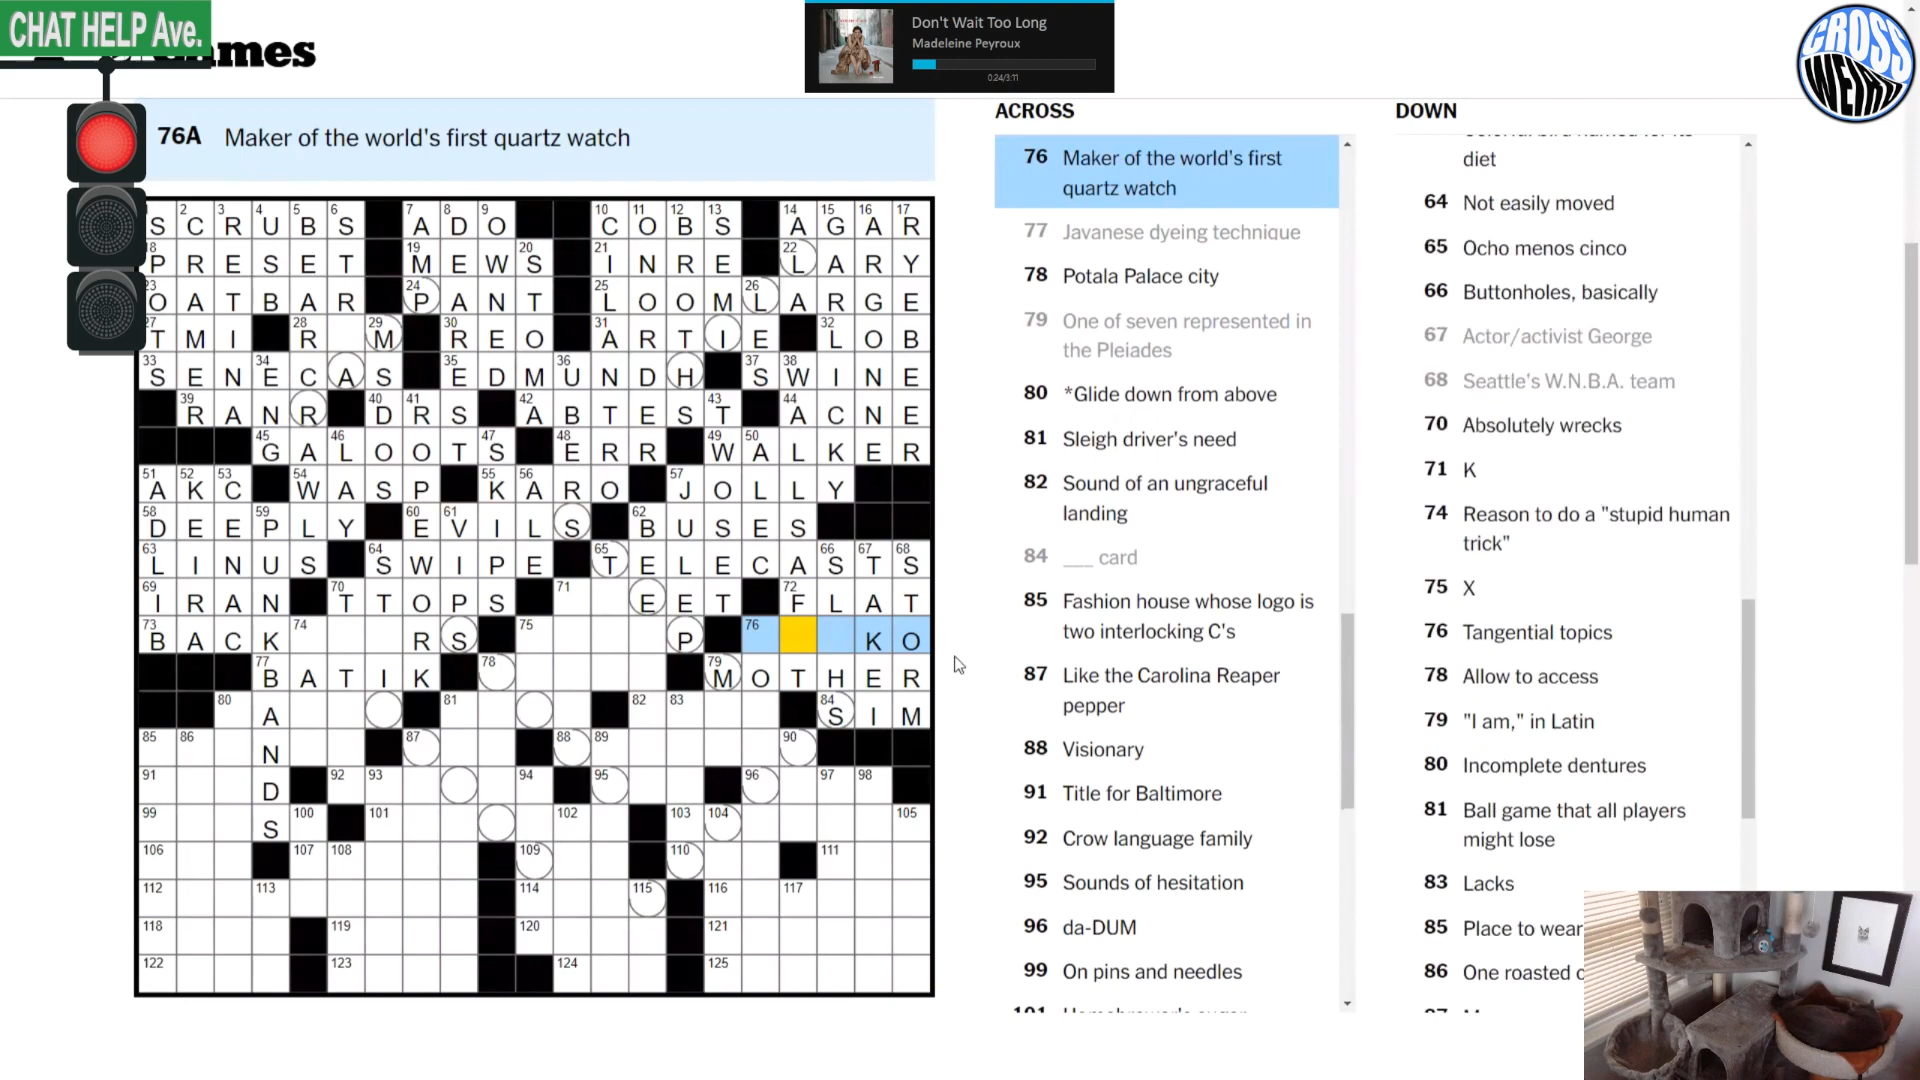 CHAT HELP Ave.
ames
Don't Wait Too Long
Madeleine Peyroux
0:24/3:11
CROSS
WEIRD
76A Maker of the world's first quartz watch
S C R U B S A D O C O B S A G A R
P R E S E T M E W S I N R E L A R Y
O A T B A R P A N T L O O M L A R G E
T M I R M R E O A R T I E L O B
S E N E C A S E D M U N D H S W I N E
R A N R D R S A B T E S T A C N E
G A L O O T S E R R W A L K E R
A K C W A S P K A R O J O L L Y
D E E P L Y E V I L S B U S E S
L I N U S S W I P E T E L E C A S T S
I R A N T T O P S E E T F L A T
B A C K R S P K O
B A T I K M O T H E R
A S I M
N
D
S
ACROSS
76 Maker of the world's first
quartz watch
77 Javanese dyeing technique
78 Potala Palace city
79 One of seven represented in
the Pleiades
80 *Glide down from above
81 Sleigh driver's need
82 Sound of an ungraceful
landing
84 ___ card
85 Fashion house whose logo is
two interlocking C's
87 Like the Carolina Reaper
pepper
88 Visionary
91 Title for Baltimore
92 Crow language family
95 Sounds of hesitation
96 da-DUM
99 On pins and needles
DOWN
diet
64 Not easily moved
65 Ocho menos cinco
66 Buttonholes, basically
67 Actor/activist George
68 Seattle's W.N.B.A. team
70 Absolutely wrecks
71 K
74 Reason to do a "stupid human
trick"
75 X
76 Tangential topics
78 Allow to access
79 "I am," in Latin
80 Incomplete dentures
81 Ball game that all players
might lose
83 Lacks
85 Place to wear
86 One roasted